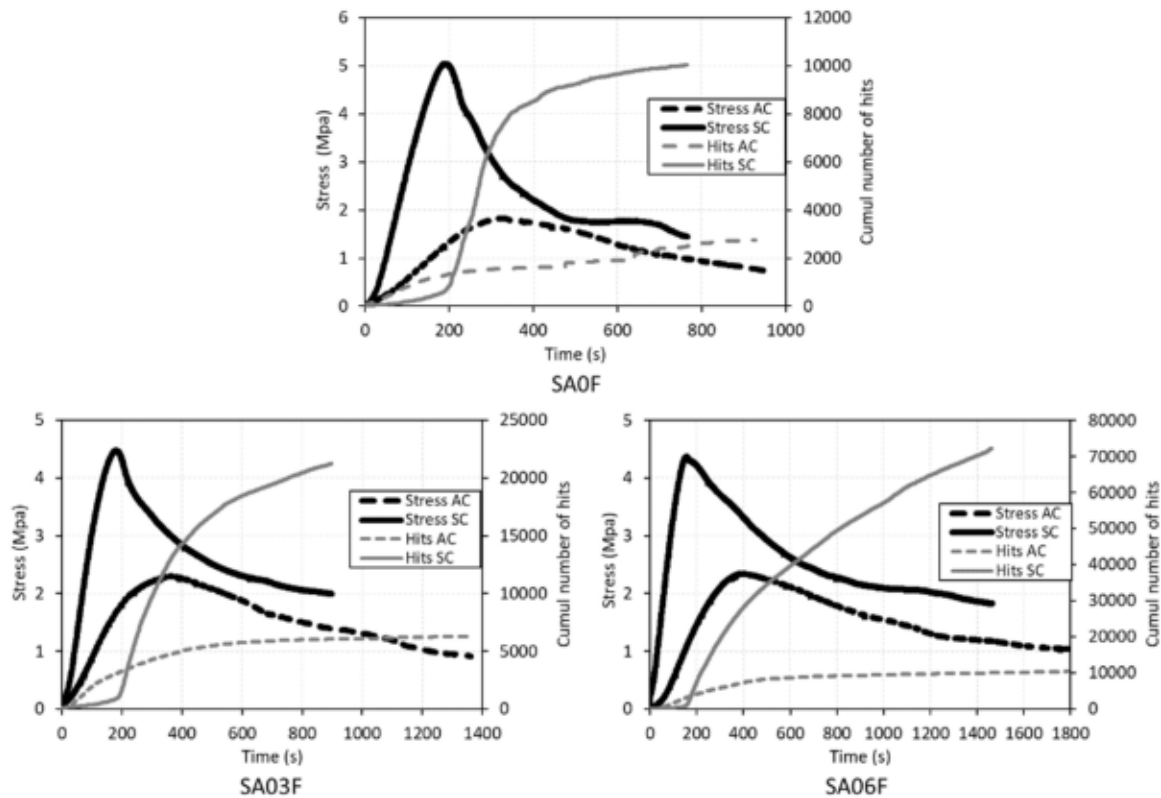 6
5
4
3
2
1
0
Stress (Mpa)
12000
10000
8000
6000
4000
2000
0
Cumul number of hits
Stress AC
Stress SC
Hits AC
Hits SC
0 200 400 600 800 1000
Time (s)
SA0F
5
4
3
2
1
0
Stress (Mpa)
25000
20000
15000
10000
5000
0
Cumul number of hits
Stress AC
Stress SC
Hits AC
Hits SC
0 200 400 600 800 1000 1200 1400
Time (s)
SA03F
5
4
3
2
1
0
Stress (Mpa)
80000
70000
60000
50000
40000
30000
20000
10000
0
Cumul number of hits
Stress AC
Stress SC
Hits AC
Hits SC
0 200 400 600 800 1000 1200 1400 1600 1800
Time (s)
SA06F